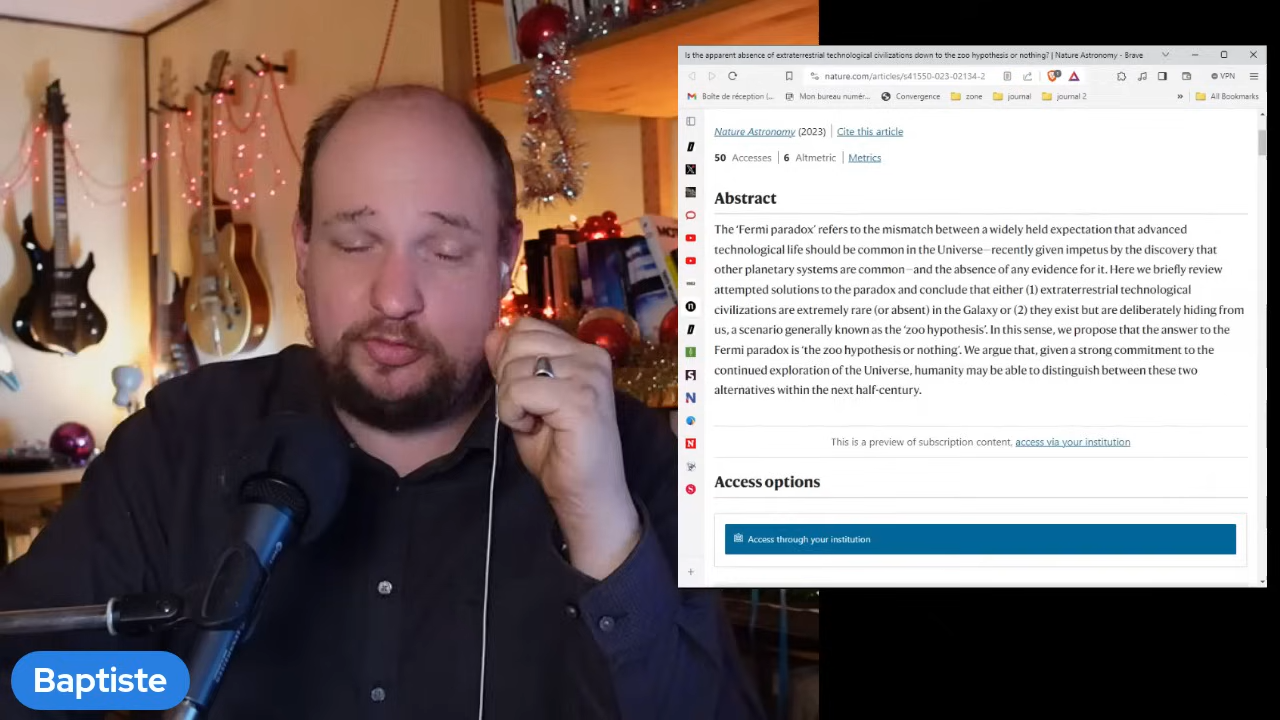 Is the apparent absence of extraterrestrial technological civilizations down to the zoo hypothesis or nothing? | Nature Astronomy - Brave
nature.com/articles/s41550-023-02134-2
VPN
Boîte de réception (...
Mon bureau numér...
Convergence
zone
journal
journal 2
»
All Bookmarks
Nature Astronomy (2023) | Cite this article
50 Accesses | 6 Altmetric | Metrics
Abstract
The ‘Fermi paradox’ refers to the mismatch between a widely held expectation that advanced
technological life should be common in the Universe—recently given impetus by the discovery that
other planetary systems are common—and the absence of any evidence for it. Here we briefly review
attempted solutions to the paradox and conclude that either (1) extraterrestrial technological
civilizations are extremely rare (or absent) in the Galaxy or (2) they exist but are deliberately hiding from
us, a scenario generally known as the ‘zoo hypothesis’. In this sense, we propose that the answer to the
Fermi paradox is ‘the zoo hypothesis or nothing’. We argue that, given a strong commitment to the
continued exploration of the Universe, humanity may be able to distinguish between these two
alternatives within the next half-century.
This is a preview of subscription content, access via your institution
Access options
Access through your institution
Baptiste